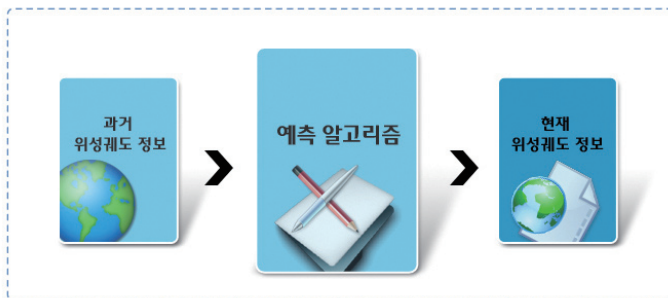 과거
위성궤도 정보
예측 알고리즘
현재
위성궤도 정보